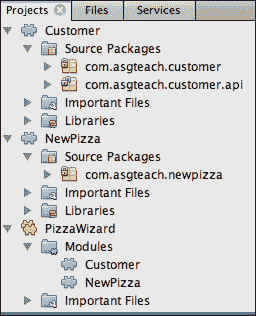 Projects Files Services
Customer
Source Packages
com.asgteach.customer
com.asgteach.customer.api
Important Files
Libraries
NewPizza
Source Packages
com.asgteach.newpizza
Important Files
Libraries
PizzaWizard
Modules
Customer
NewPizza
Important Files